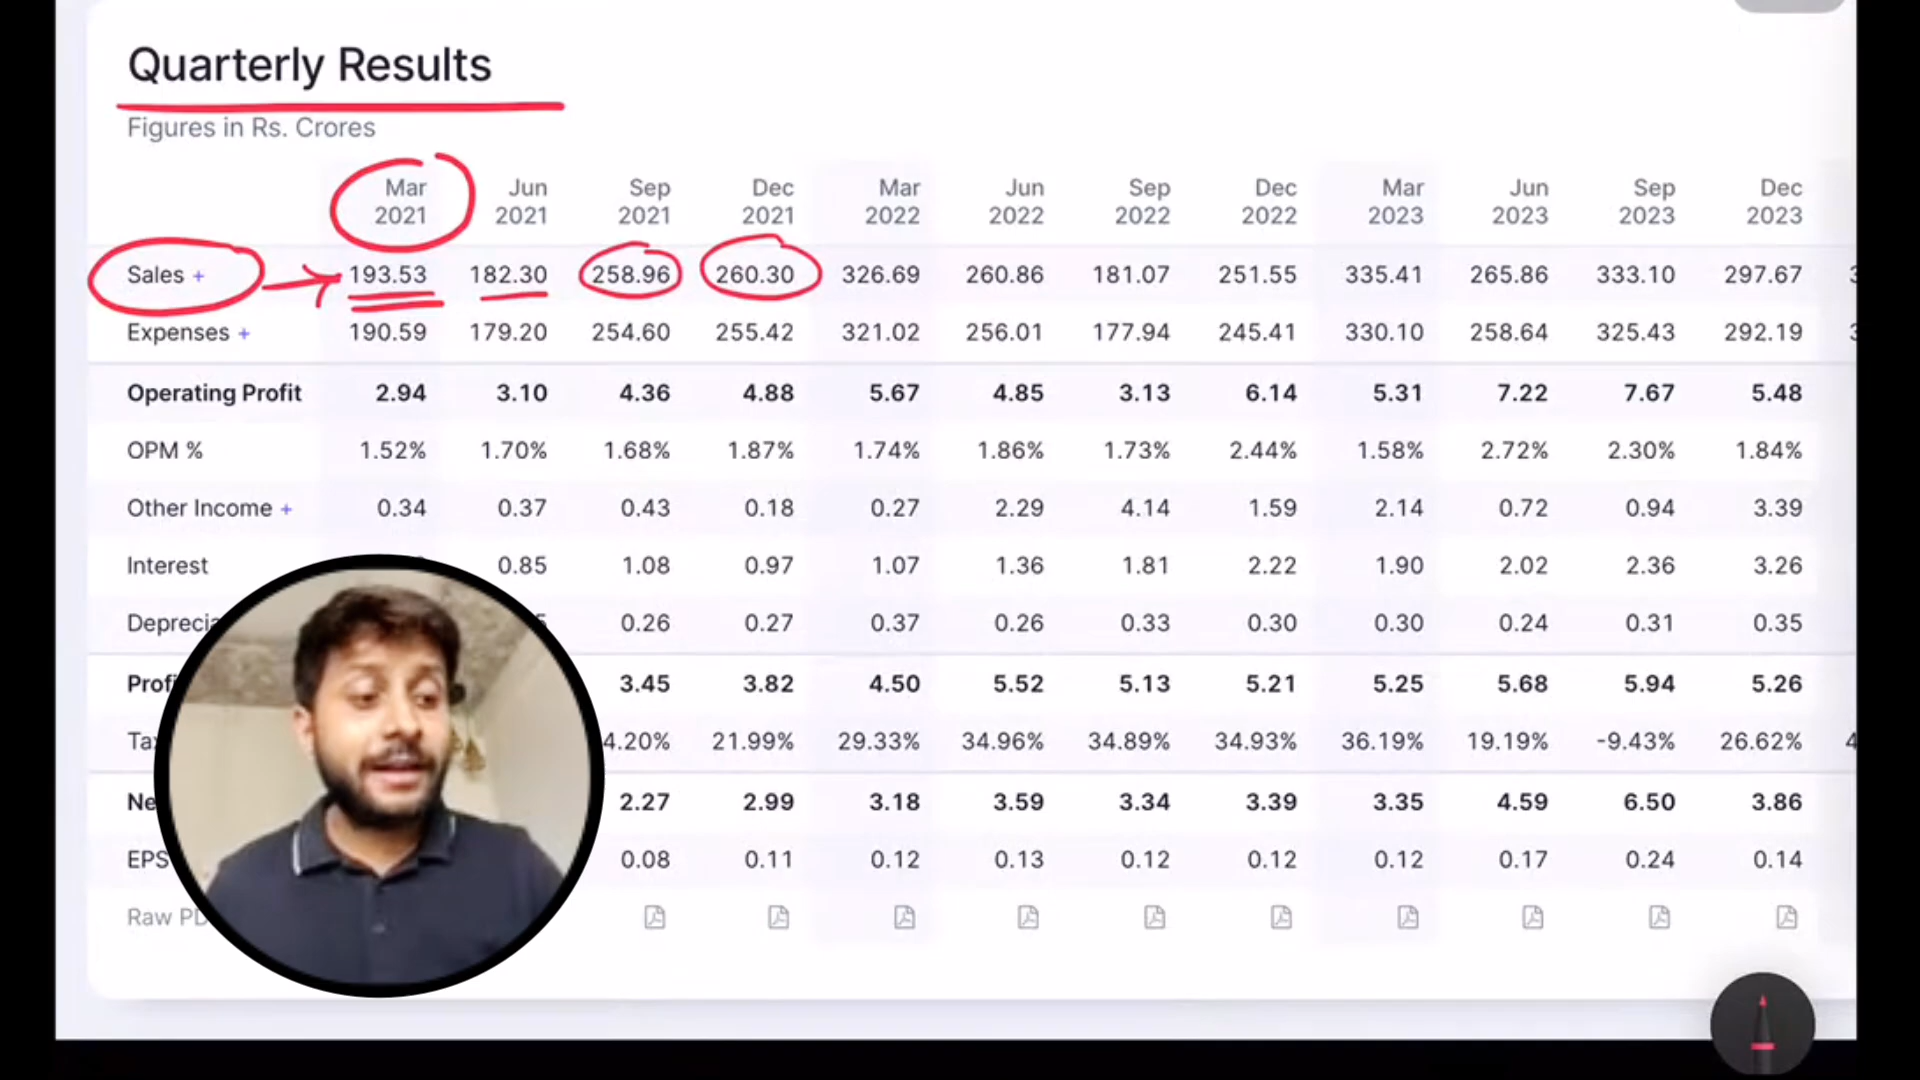 Quarterly Results
Figures in Rs. Crores
Mar 2021 Jun 2021 Sep 2021 Dec 2021 Mar 2022 Jun 2022 Sep 2022 Dec 2022 Mar 2023 Jun 2023 Sep 2023 Dec 2023
Sales + 193.53 182.30 258.96 260.30 326.69 260.86 181.07 251.55 335.41 265.86 333.10 297.67
Expenses + 190.59 179.20 254.60 255.42 321.02 256.01 177.94 245.41 330.10 258.64 325.43 292.19
Operating Profit 2.94 3.10 4.36 4.88 5.67 4.85 3.13 6.14 5.31 7.22 7.67 5.48
OPM % 1.52% 1.70% 1.68% 1.87% 1.74% 1.86% 1.73% 2.44% 1.58% 2.72% 2.30% 1.84%
Other Income + 0.34 0.37 0.43 0.18 0.27 2.29 4.14 1.59 2.14 0.72 0.94 3.39
Interest 0.85 1.08 0.97 1.07 1.36 1.81 2.22 1.90 2.02 2.36 3.26
0.26 0.27 0.37 0.26 0.33 0.30 0.30 0.24 0.31 0.35
3.45 3.82 4.50 5.52 5.13 5.21 5.25 5.68 5.94 5.26
4.20% 21.99% 29.33% 34.96% 34.89% 34.93% 36.19% 19.19% -9.43% 26.62%
2.27 2.99 3.18 3.59 3.34 3.39 3.35 4.59 6.50 3.86
EPS 0.08 0.11 0.12 0.13 0.12 0.12 0.12 0.17 0.24 0.14
Raw